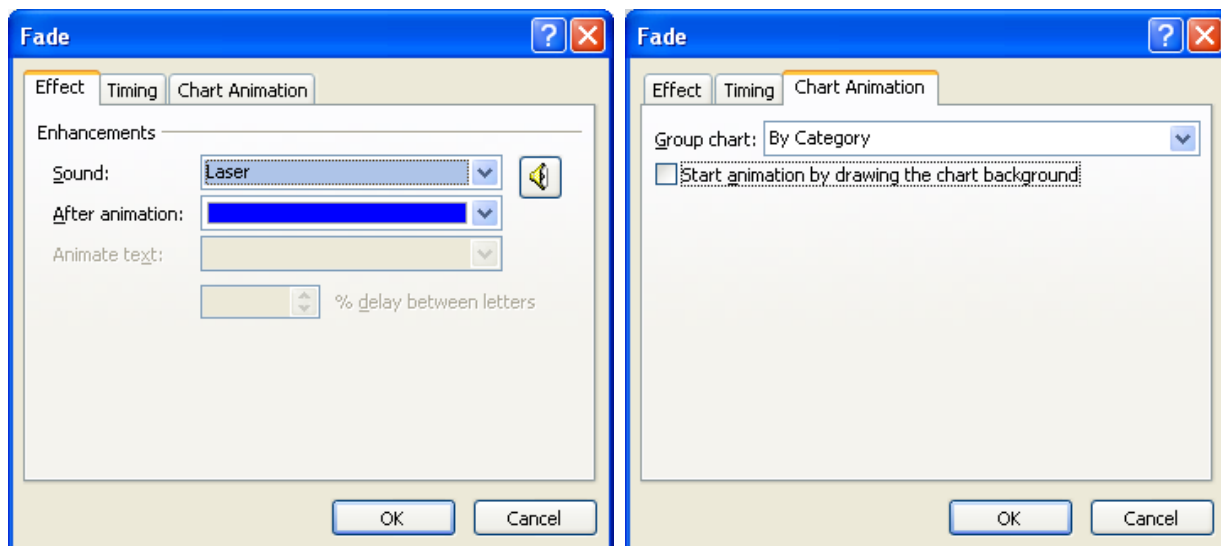 Fade
Effect Timing Chart Animation
Enhancements
Sound: Laser
After animation:
Animate text:
% delay between letters
OK Cancel
Fade
Effect Timing Chart Animation
Group chart: By Category
Start animation by drawing the chart background
OK Cancel